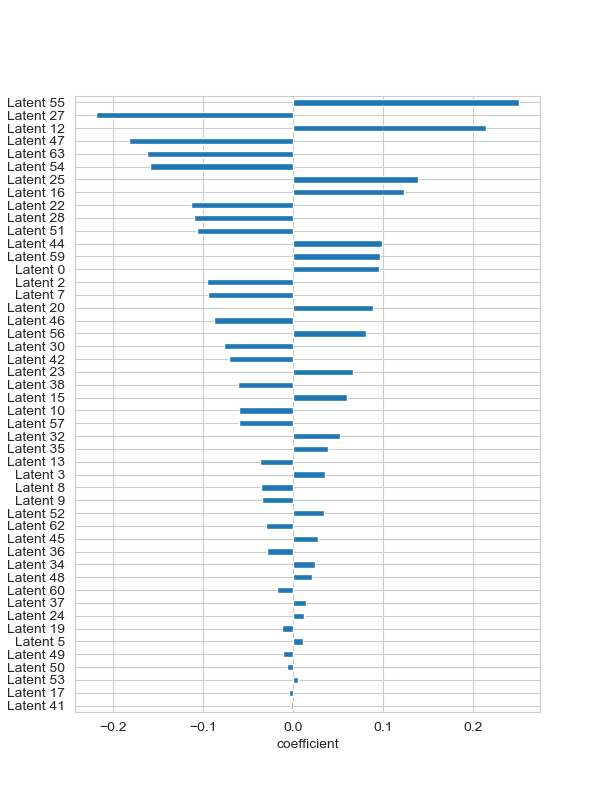 Latent 55
Latent 27
Latent 12
Latent 47
Latent 63
Latent 54
Latent 25
Latent 16
Latent 22
Latent 28
Latent 51
Latent 44
Latent 59
Latent 0
Latent 2
Latent 7
Latent 20
Latent 46
Latent 56
Latent 30
Latent 42
Latent 23
Latent 38
Latent 15
Latent 10
Latent 57
Latent 32
Latent 35
Latent 13
Latent 3
Latent 8
Latent 9
Latent 52
Latent 62
Latent 45
Latent 36
Latent 34
Latent 48
Latent 60
Latent 37
Latent 24
Latent 19
Latent 5
Latent 49
Latent 50
Latent 53
Latent 17
Latent 41
−0.2 −0.1 0.0 0.1 0.2
coefficient